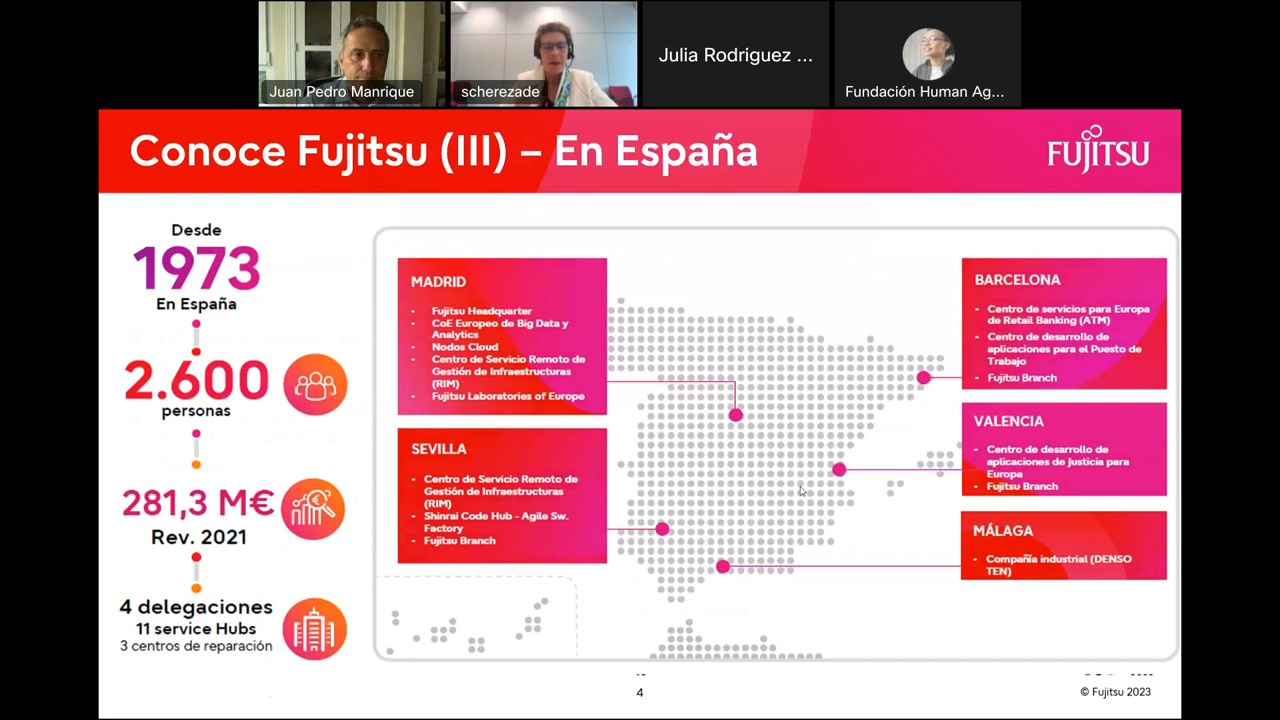 Juan Pedro Manrique
scherezade
Julia Rodriguez ...
Fundación Human Ag...
Conoce Fujitsu (III) – En España
FUJITSU
Desde
1973
En España
2.600
personas
281,3 M€
Rev. 2021
4 delegaciones
11 service Hubs
3 centros de reparación
MADRID
- Fujitsu Headquarter
- CoE Europeo de Big Data y
Analytics
- Nodos Cloud
- Centro de Servicio Remoto de
Gestión de Infraestructuras
(RIM)
- Fujitsu Laboratories of Europe
SEVILLA
- Centro de Servicio Remoto de
Gestión de Infraestructuras
(RIM)
- Shinrai Code Hub - Agile Sw.
Factory
- Fujitsu Branch
BARCELONA
- Centro de servicios para Europa
de Retail Banking (ATM)
- Centro de desarrollo de
aplicaciones para el Puesto de
Trabajo
- Fujitsu Branch
VALENCIA
- Centro de desarrollo de
aplicaciones de Justicia para
Europa
- Fujitsu Branch
MÁLAGA
- Compañía industrial (DENSO
TEN)
4
© Fujitsu 2023